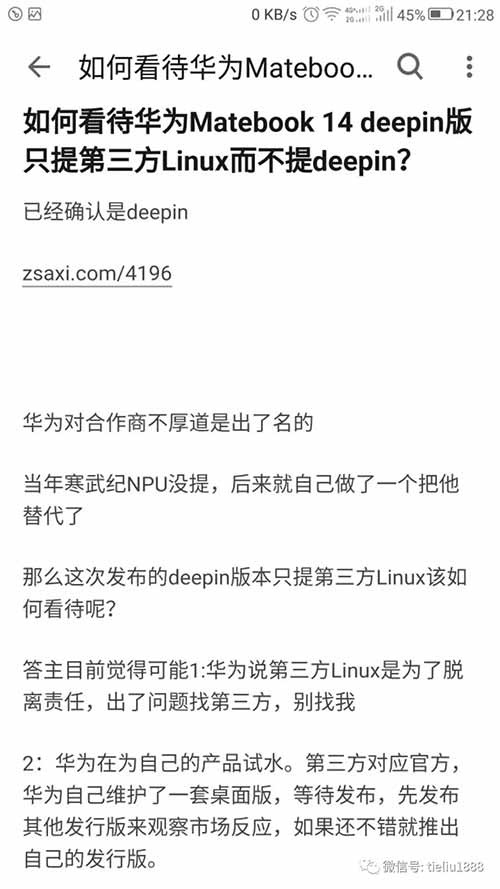 0 KB/s 4G+ 2G 2G 45% 21:28
如何看待华为Mateboo...
如何看待华为Matebook 14 deepin版
只提第三方Linux而不提deepin？
已经确认是deepin
zsaxi.com/4196
华为对合作商不厚道是出了名的
当年寒武纪NPU没提，后来就自己做了一个把他
替代了
那么这次发布的deepin版本只提第三方Linux该如
何看待呢？
答主目前觉得可能1:华为说第三方Linux是为了脱
离责任，出了问题找第三方，别找我
2：华为在为自己的产品试水。第三方对应官方，
华为自己维护了一套桌面版，等待发布，先发布
其他发行版来观察市场反应，如果还不错就推出
自己的发行版。
微信号: tieliu1888